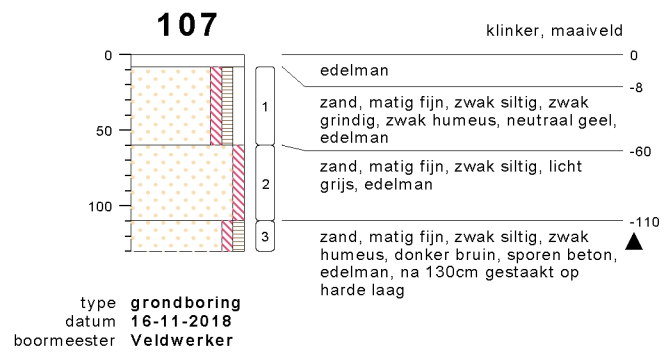 107
klinker, maaiveld
0
0
edelman
-8
1
zand, matig fijn, zwak siltig, zwak
grindig, zwak humeus, neutraal geel,
edelman
50
-60
2
zand, matig fijn, zwak siltig, licht
grijs, edelman
100
-110
3
zand, matig fijn, zwak siltig, zwak
humeus, donker bruin, sporen beton,
edelman, na 130cm gestaakt op
harde laag
type grondboring
datum 16-11-2018
boormeester Veldwerker